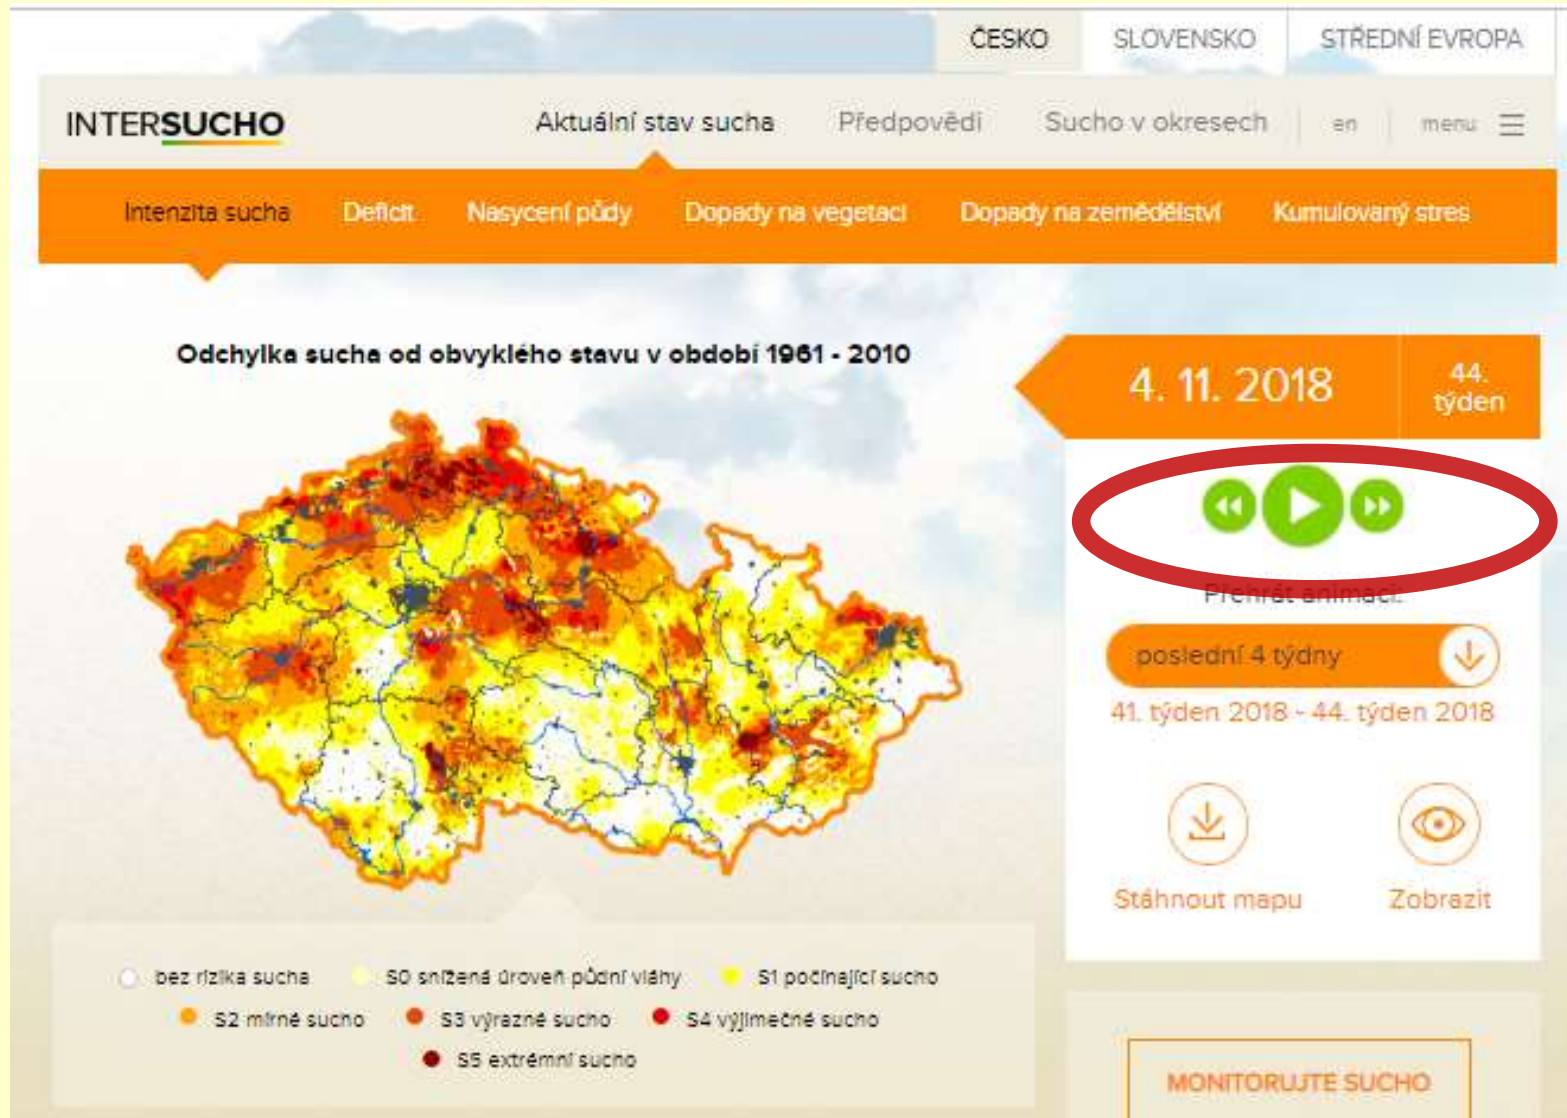 ČESKO SLOVENSKO STŘEDNÍ EVROPA
INTERSUCHO Aktuální stav sucha Předpovědi Sucho v okresech en menu
Intenzita sucha Deficit Nasycení půdy Dopady na vegetaci Dopady na zemědělství Kumulovaný stres
Odchylka sucha od obvyklého stavu v období 1961 - 2010
4. 11. 2018
44.
týden
Přehrát animaci:
poslední 4 týdny
41. týden 2018 - 44. týden 2018
Stáhnout mapu Zobrazit
bez rizika sucha S0 snížená úroveň půdní vláhy S1 počínající sucho
S2 mírné sucho S3 výrazné sucho S4 výjimečné sucho
S5 extrémní sucho
MONITORUJTE SUCHO